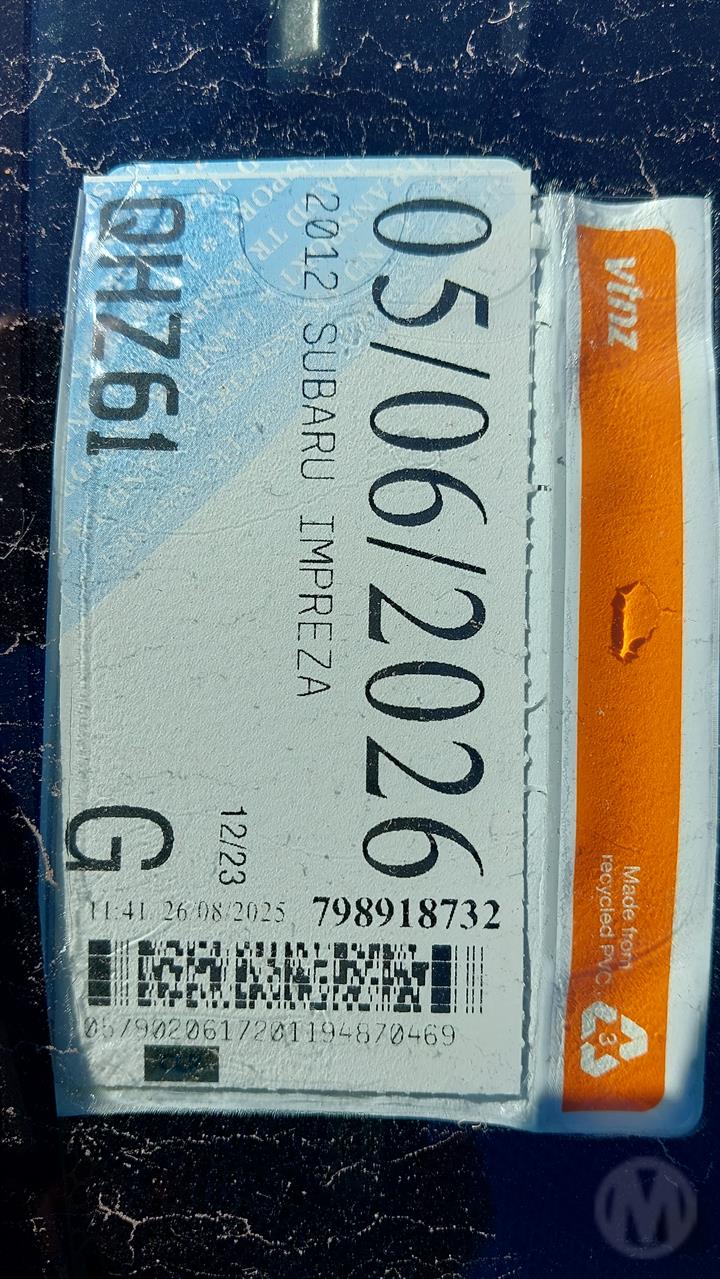 05/06/2026
2012 SUBARU IMPREZA
QHZ61
12/23
G
11:41 26/08/2025 798918732
0579020617201194870469
vtnz
Made from
recycled PVC
3
M